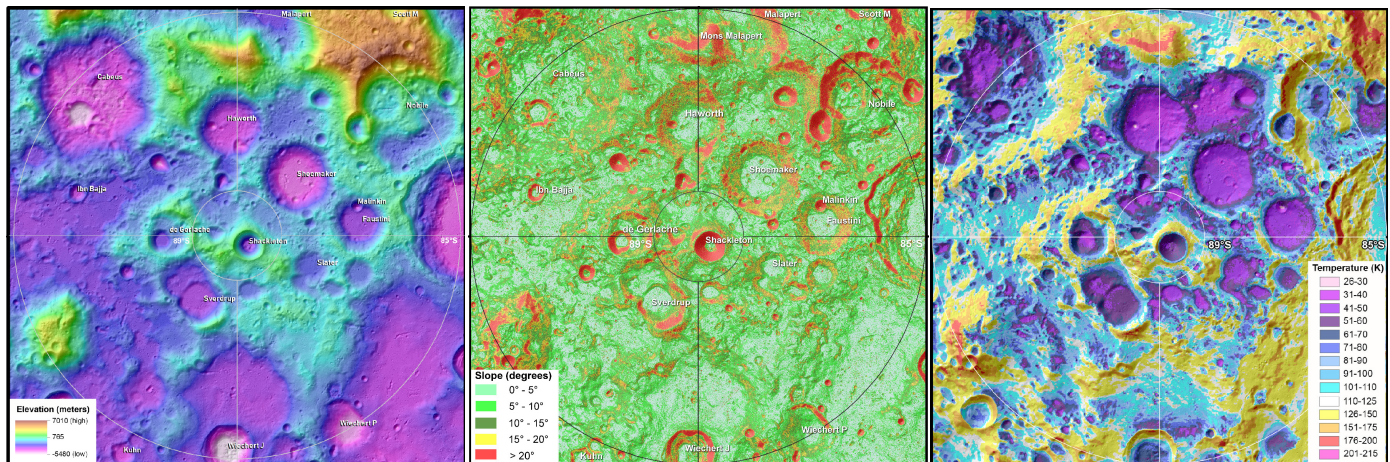 Malapert
Scott M
Cabeus
Nobile
Haworth
Shoemaker
Ibn Bajja
Malinkin
Faustini
de Gerlache
89°S
Shackleton
85°S
Slater
Sverdrup
Elevation (meters)
7010 (high)
765
-5480 (low)
Wiechert P
Wiechert J
Kuhn
Malapert
Scott M
Mons Malapert
Cabeus
Nobile
Haworth
Shoemaker
Ibn Bajja
Malinkin
Faustini
de Gerlache
89°S
Shackleton
85°S
Slater
Sverdrup
Slope (degrees)
0° - 5°
5° - 10°
10° - 15°
15° - 20°
> 20°
Wiechert P
Wiechert J
Kuhn
89°S
85°S
Temperature (K)
26-30
31-40
41-50
51-60
61-70
71-80
81-90
91-100
101-110
110-125
126-150
151-175
176-200
201-215